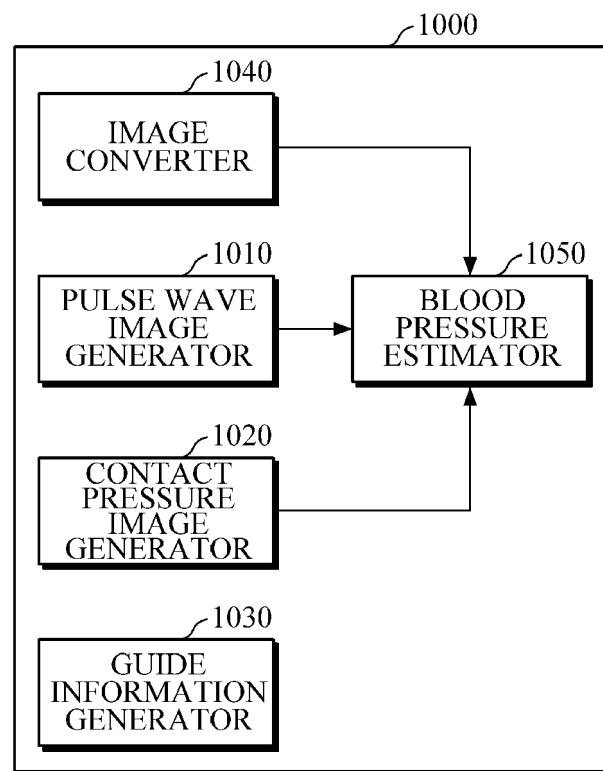 1000
1040
IMAGE
CONVERTER
1010
PULSE WAVE
IMAGE
GENERATOR
1050
BLOOD
PRESSURE
ESTIMATOR
1020
CONTACT
PRESSURE
IMAGE
GENERATOR
1030
GUIDE
INFORMATION
GENERATOR